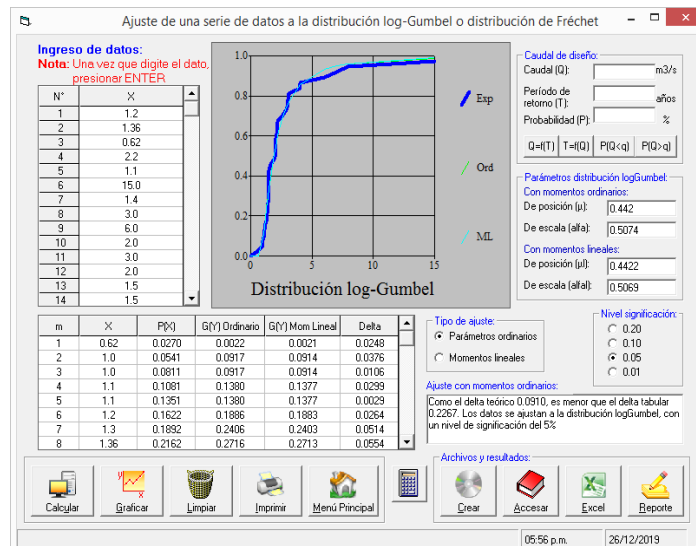 Ajuste de una serie de datos a la distribución log-Gumbel o distribución de Fréchet
Ingreso de datos:
Nota: Una vez que digite el dato,
presionar ENTER
N° X
1 1.2
2 1.36
3 0.62
4 2.2
5 1.1
6 15.0
7 1.4
8 3.0
9 6.0
10 2.0
11 3.0
12 2.0
13 1.5
14 1.5
1.0
0.8
0.6
0.4
0.2
0.0
0 5 10 15
Exp
Ord
ML
Distribución log-Gumbel
Caudal de diseño:
Caudal (Q): m3/s
Período de
retorno (T): años
Probabilidad (P): %
Q=f(T) T=f(Q) P(Q<q) P(Q>q)
Parámetros distribución logGumbel:
Con momentos ordinarios:
De posición (µ): 0.442
De escala (alfa): 0.5074
Con momentos lineales:
De posición (µl): 0.4422
De escala (alfal): 0.5069
m X P(X) G(Y) Ordinario G(Y) Mom Lineal Delta
1 0.62 0.0270 0.0022 0.0021 0.0248
2 1.0 0.0541 0.0917 0.0914 0.0376
3 1.0 0.0811 0.0917 0.0914 0.0106
4 1.1 0.1081 0.1380 0.1377 0.0299
5 1.1 0.1351 0.1380 0.1377 0.0029
6 1.2 0.1622 0.1886 0.1883 0.0264
7 1.3 0.1892 0.2406 0.2403 0.0514
8 1.36 0.2162 0.2716 0.2713 0.0554
Tipo de ajuste:
Parámetros ordinarios
Momentos lineales
Nivel significación:
0.20
0.10
0.05
0.01
Ajuste con momentos ordinarios:
Como el delta teórico 0.0910, es menor que el delta tabular
0.2267. Los datos se ajustan a la distribución logGumbel, con
un nivel de significación del 5%
Calcular Graficar Limpiar Imprimir Menú Principal
Archivos y resultados:
Crear Accesar Excel Reporte
05:56 p.m. 26/12/2019